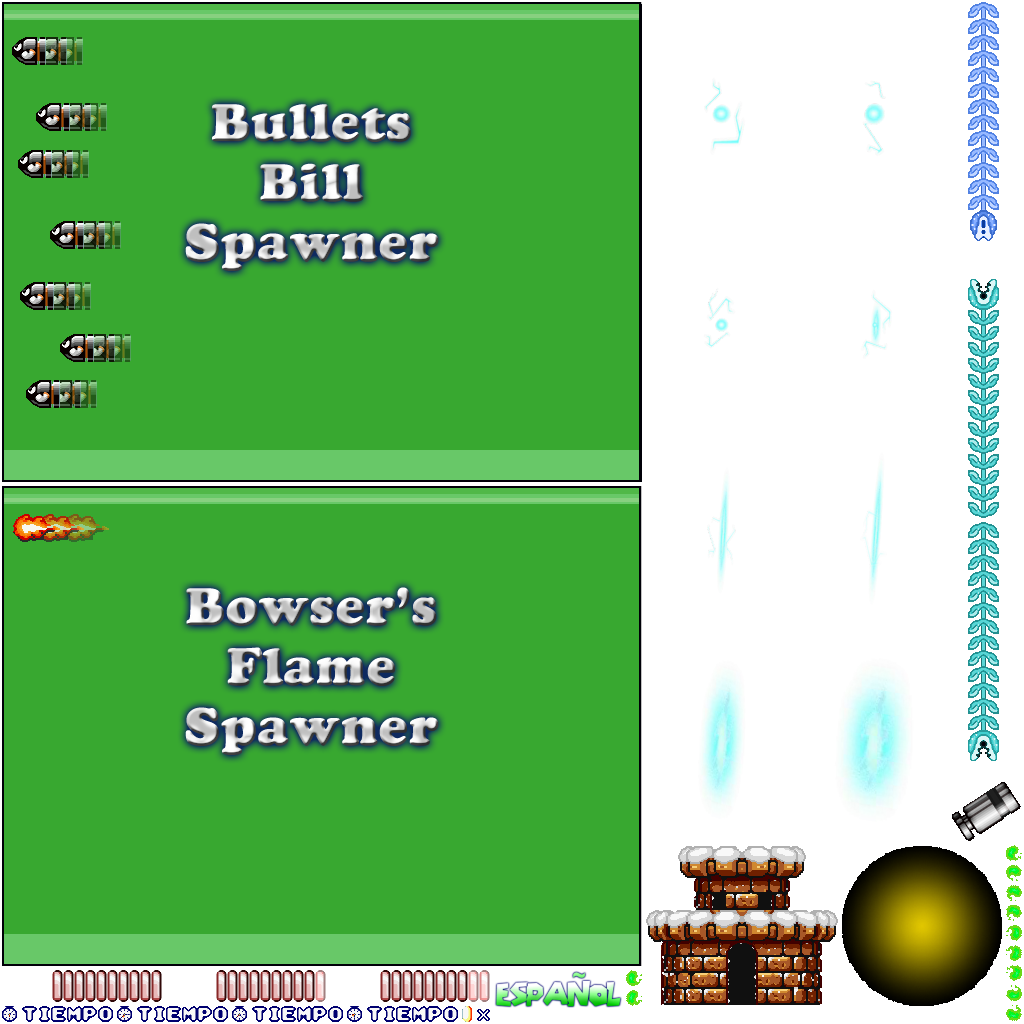 Bullets
Bill
Spawner
Bowser's
Flame
Spawner
ESPAÑOL
TIEMPO TIEMPO TIEMPO TIEMPO x